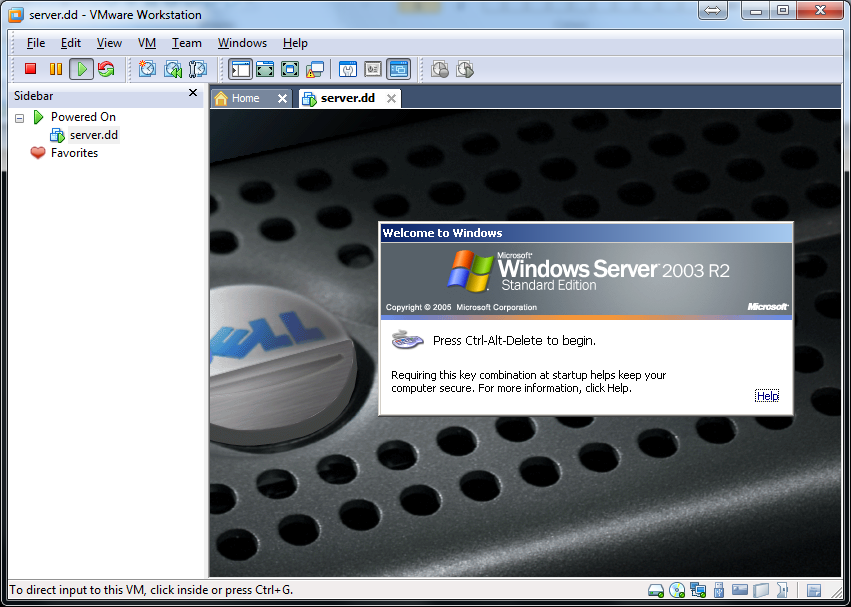 server.dd - VMware Workstation
File Edit View VM Team Windows Help
Sidebar
Powered On
server.dd
Favorites
Home
server.dd
DELL
Welcome to Windows
Microsoft
Windows Server 2003 R2
Standard Edition
Copyright © 2005 Microsoft Corporation
Microsoft
Press Ctrl-Alt-Delete to begin.
Requiring this key combination at startup helps keep your
computer secure. For more information, click Help.
Help
To direct input to this VM, click inside or press Ctrl+G.